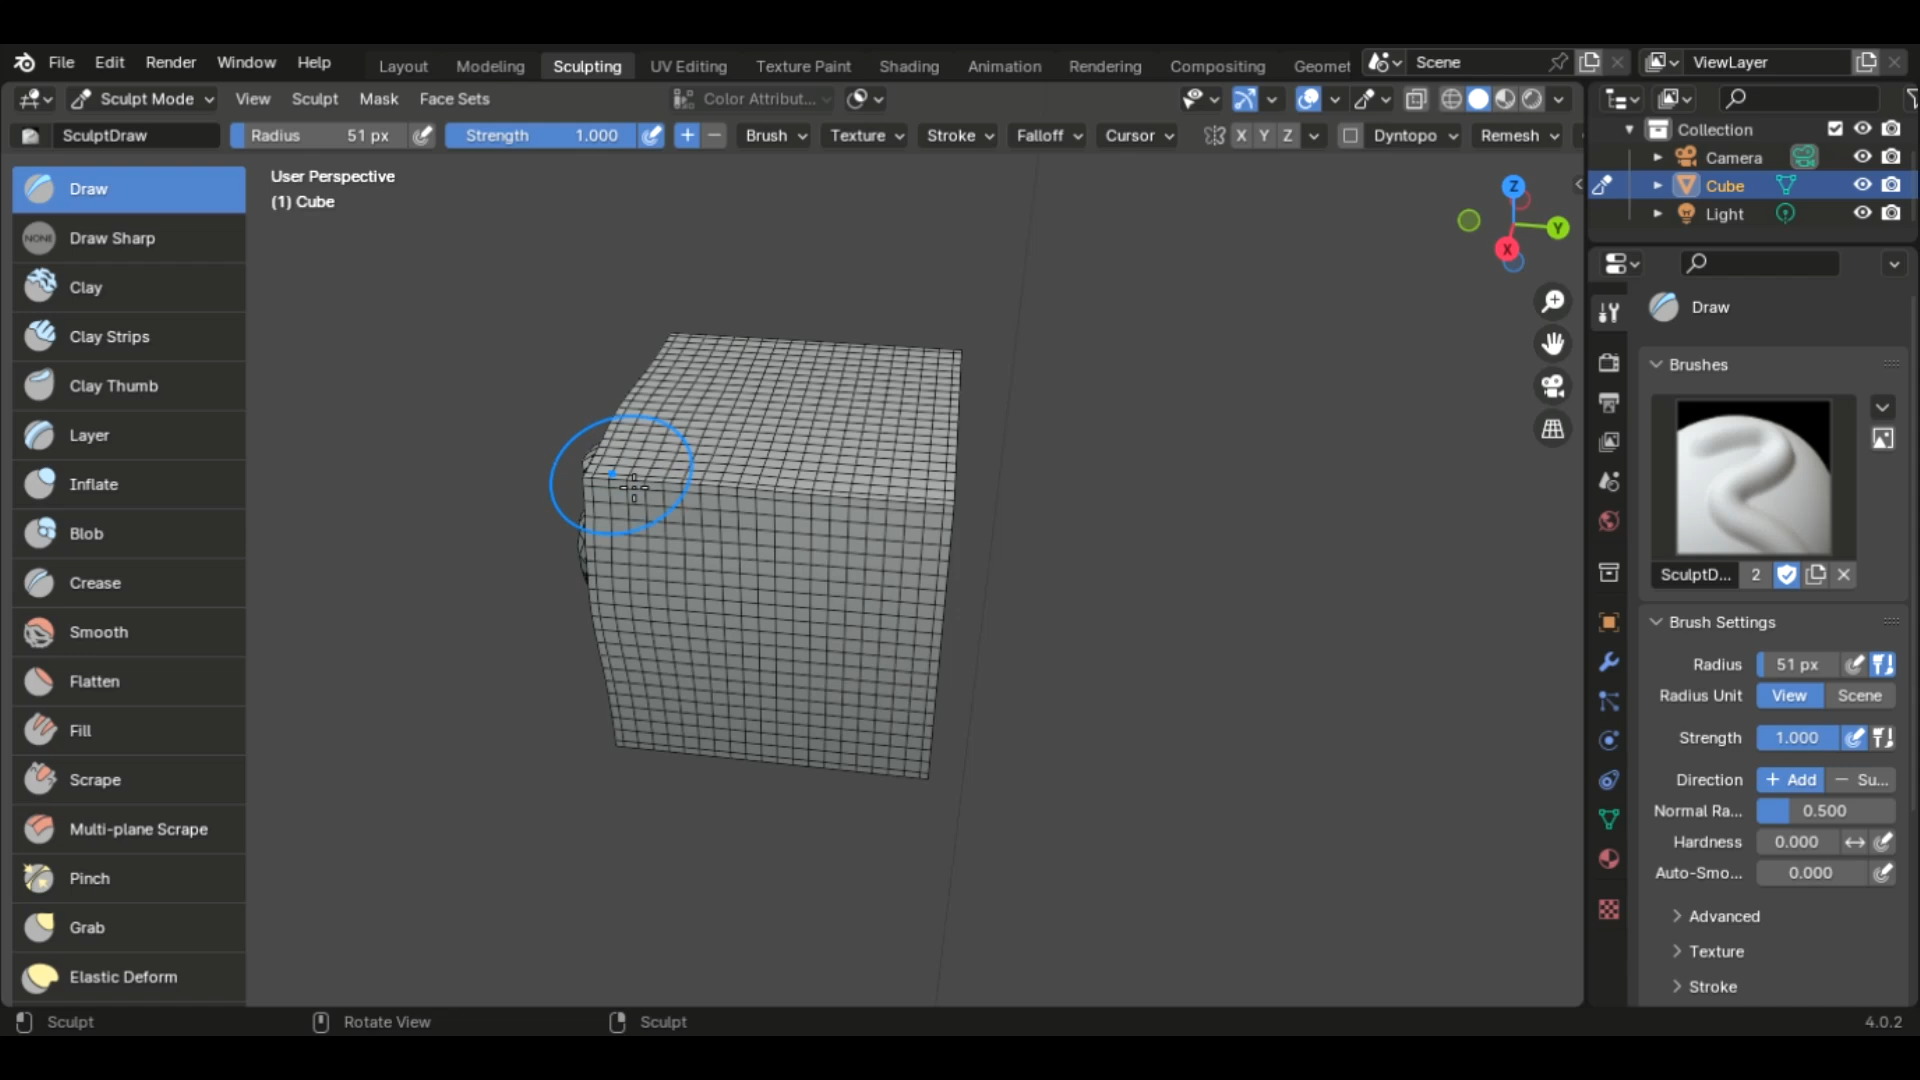 File Edit Render Window Help Layout Modeling Sculpting UV Editing Texture Paint Shading Animation Rendering Compositing Geomet Scene ViewLayer
Sculpt Mode View Sculpt Mask Face Sets Color Attribut...
SculptDraw Radius 51 px Strength 1.000 Brush Texture Stroke Falloff Cursor X Y Z Dyntopo Remesh
Collection
Camera
Cube
Light
User Perspective
(1) Cube
Z
Y
X
Draw
NONE Draw Sharp
Clay
Clay Strips
Clay Thumb
Layer
Inflate
Blob
Crease
Smooth
Flatten
Fill
Scrape
Multi-plane Scrape
Pinch
Grab
Elastic Deform
Draw
Brushes
SculptD... 2
Brush Settings
Radius 51 px
Radius Unit View Scene
Strength 1.000
Direction + Add − Su...
Normal Ra... 0.500
Hardness 0.000
Auto-Smo... 0.000
Advanced
Texture
Stroke
Sculpt Rotate View Sculpt 4.0.2